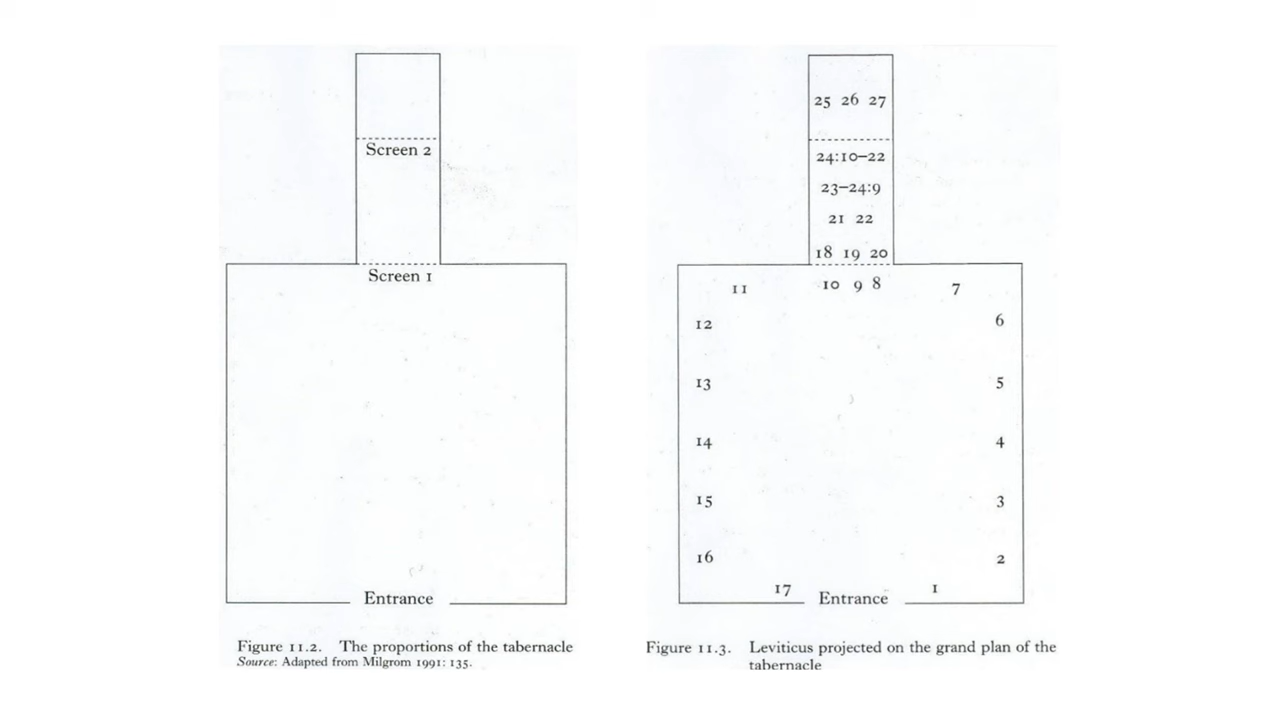 Screen 2
Screen 1
Entrance
Figure 11.2. The proportions of the tabernacle
Source: Adapted from Milgrom 1991: 135.
25 26 27
24:10–22
23–24:9
21 22
18 19 20
11 10 9 8 7
12 6
13 5
14 4
15 3
16 2
17 1
Entrance
Figure 11.3. Leviticus projected on the grand plan of the
tabernacle